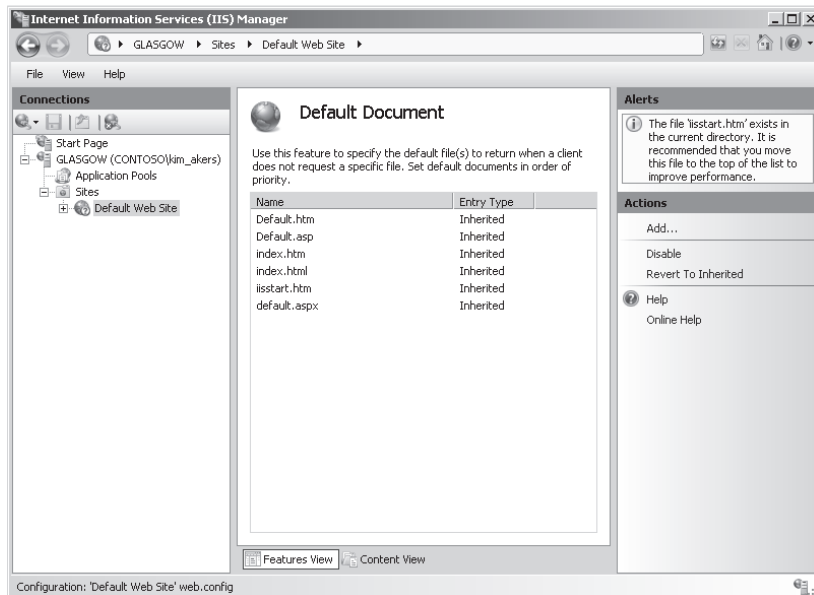 Internet Information Services (IIS) Manager
GLASGOW
Sites
Default Web Site
File View Help
Connections
Start Page
GLASGOW (CONTOSO\kim_akers)
Application Pools
Sites
Default Web Site
Default Document
Use this feature to specify the default file(s) to return when a client
does not request a specific file. Set default documents in order of
priority.
Name Entry Type
Default.htm Inherited
Default.asp Inherited
index.htm Inherited
index.html Inherited
iisstart.htm Inherited
default.aspx Inherited
Features View Content View
Alerts
The file 'iisstart.htm' exists in
the current directory. It is
recommended that you move
this file to the top of the list to
improve performance.
Actions
Add...
Disable
Revert To Inherited
Help
Online Help
Configuration: 'Default Web Site' web.config